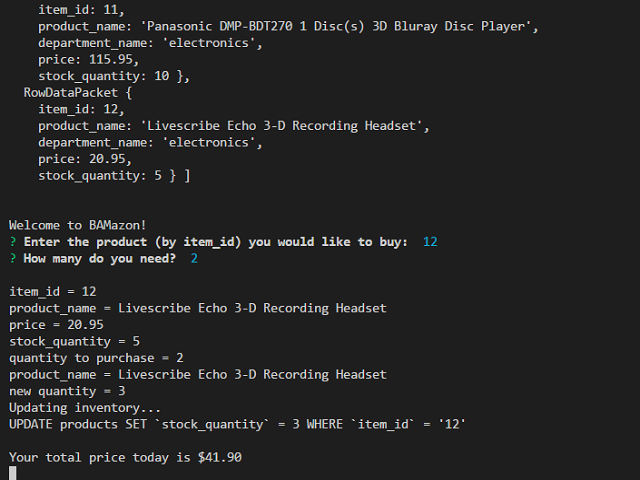 item_id: 11,
product_name: 'Panasonic DMP-BDT270 1 Disc(s) 3D Bluray Disc Player',
department_name: 'electronics',
price: 115.95,
stock_quantity: 10 },
RowDataPacket {
item_id: 12,
product_name: 'Livescribe Echo 3-D Recording Headset',
department_name: 'electronics',
price: 20.95,
stock_quantity: 5 } ]
Welcome to BAMazon!
? Enter the product (by item_id) you would like to buy: 12
? How many do you need? 2
item_id = 12
product_name = Livescribe Echo 3-D Recording Headset
price = 20.95
stock_quantity = 5
quantity to purchase = 2
product_name = Livescribe Echo 3-D Recording Headset
new quantity = 3
Updating inventory...
UPDATE products SET `stock_quantity` = 3 WHERE `item_id` = '12'
Your total price today is $41.90